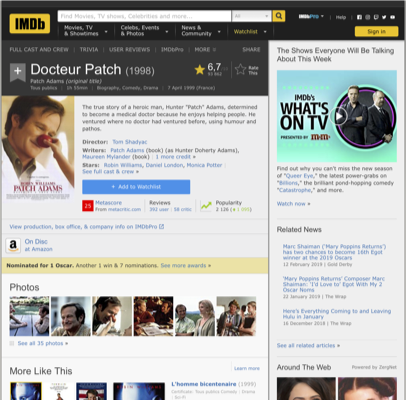 IMDb
Find Movies, TV shows, Celebrities and more...
All
IMDbPro
Help
Movies, TV & Showtimes
Celebs, Events & Photos
News & Community
Watchlist
Sign in
FULL CAST AND CREW | TRIVIA | USER REVIEWS | IMDbPro | MORE
SHARE
Docteur Patch (1998)
Patch Adams (original title)
Tous publics | 1h 55min | Biography, Comedy, Drama | 7 April 1999 (France)
6,7
Rate This
The true story of a heroic man, Hunter "Patch" Adams, determined
to become a medical doctor because he enjoys helping people. He
ventured where no doctor had ventured before, using humour and
pathos.
Director: Tom Shadyac
Writers: Patch Adams (book) (as Hunter Doherty Adams),
Maureen Mylander (book) | 1 more credit »
Stars: Robin Williams, Daniel London, Monica Potter |
See full cast & crew »
ROBIN WILLIAMS
PATCH ADAMS
+ Add to Watchlist
25
Metascore
From metacritic.com
Reviews
392 user | 58 critic
Popularity
View production, box office, & company info on IMDbPro
a
On Disc
at Amazon
Nominated for 1 Oscar. Another 1 win & 7 nominations. See more awards »
Photos
See all 35 photos »
More Like This
Learn more
L'homme bicentenaire (1999)
The Shows Everyone Will Be Talking
About This Week
IMDb's
WHAT'S
ON TV
PRESENTED BY
m&m's
Find out why you can't miss the new season
of "Queer Eye," the latest power-grabs on
"Billions," the brilliant pond-hopping comedy
"Catastrophe," and more.
Watch now »
Related News
Marc Shaiman ('Mary Poppins Returns')
has two chances to become 16th Egot
winner at the 2019 Oscars
12 February 2019 | Gold Derby
'Mary Poppins Returns' Composer Marc
Shaiman: 'I'd Love to' Egot With My 2
Oscar Noms
22 January 2019 | The Wrap
Here's Everything Coming to and Leaving
Hulu in January
16 December 2018 | The Wrap
See all related articles »
Around The Web
Powered by ZergNet